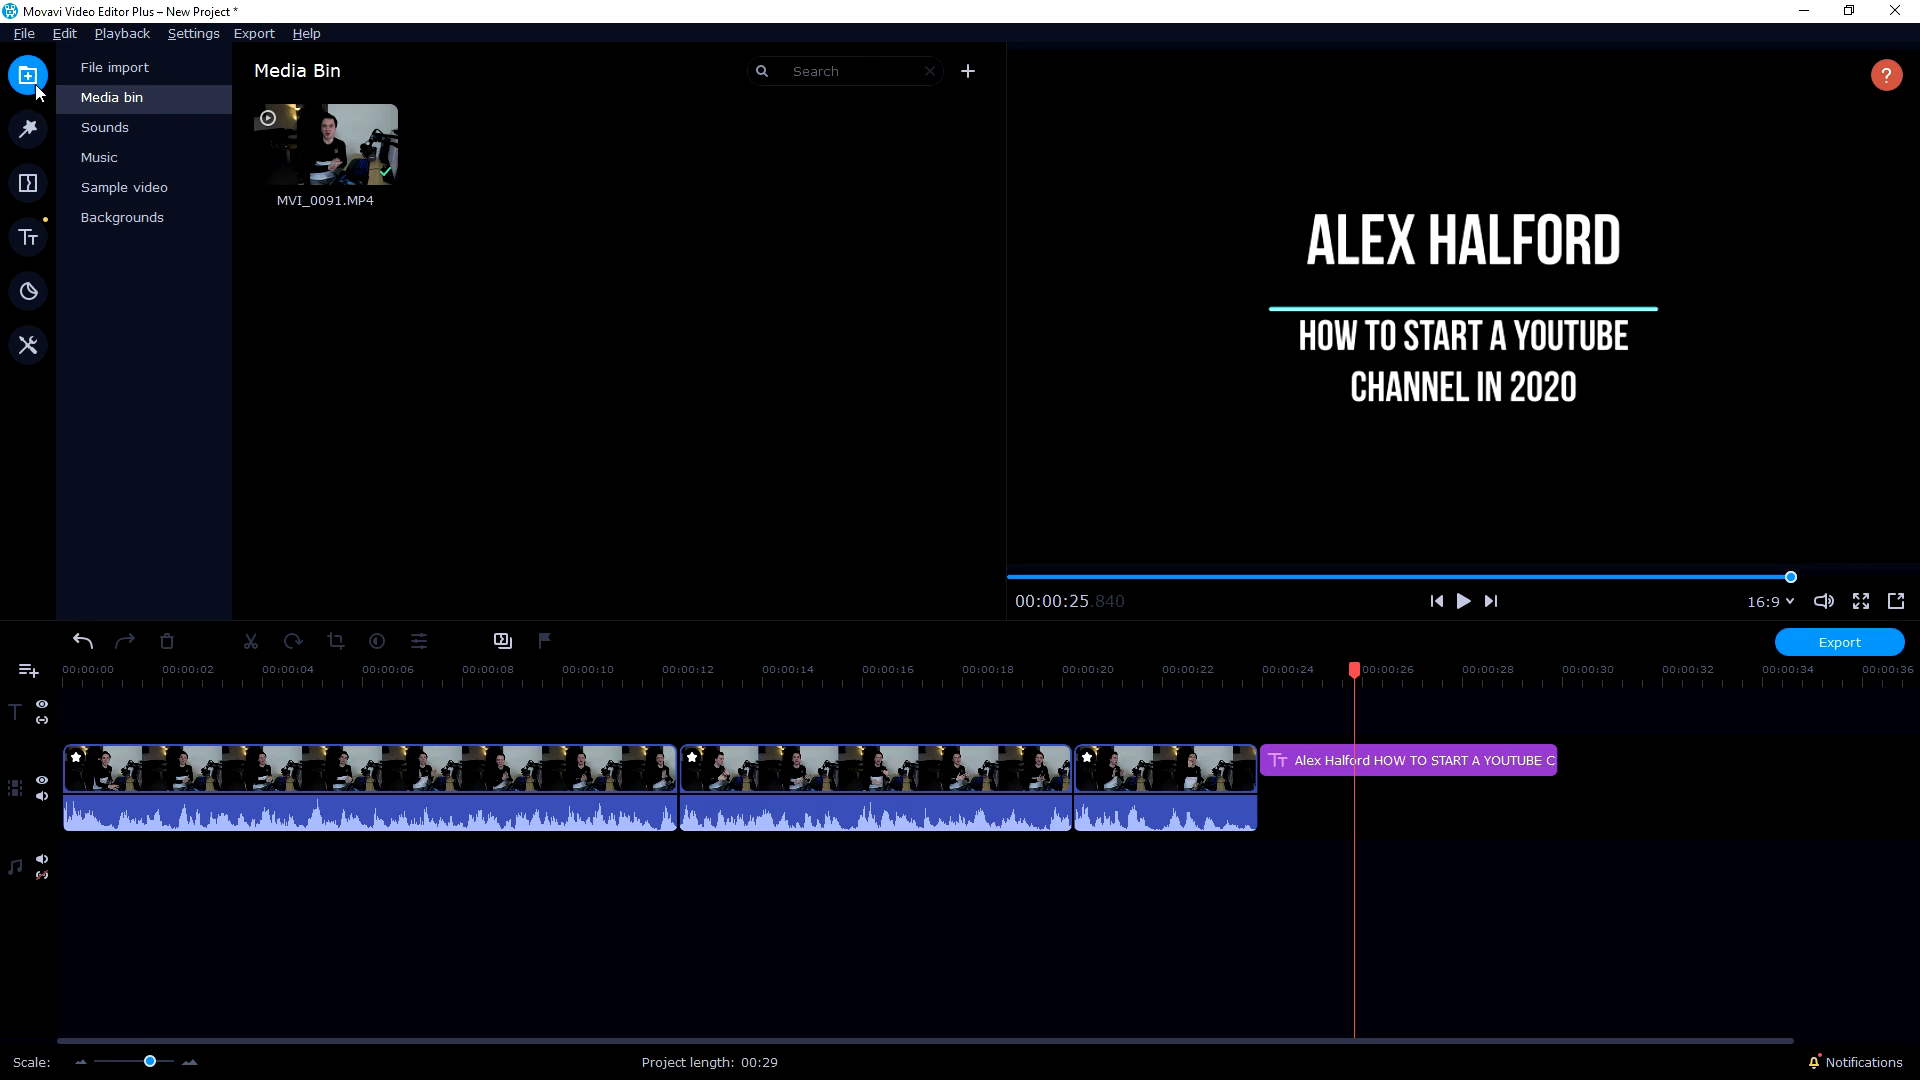 Movavi Video Editor Plus – New Project *
File Edit Playback Settings Export Help
File import
Media bin
Sounds
Music
Sample video
Backgrounds
Media Bin
Search
MVI_0091.MP4
?
ALEX HALFORD
HOW TO START A YOUTUBE
CHANNEL IN 2020
00:00:25.840
16:9
Export
00:00:00 00:00:02 00:00:04 00:00:06 00:00:08 00:00:10 00:00:12 00:00:14 00:00:16 00:00:18 00:00:20 00:00:22 00:00:24 00:00:26 00:00:28 00:00:30 00:00:32 00:00:34 00:00:36
Alex Halford HOW TO START A YOUTUBE C
Scale:
Project length: 00:29
Notifications